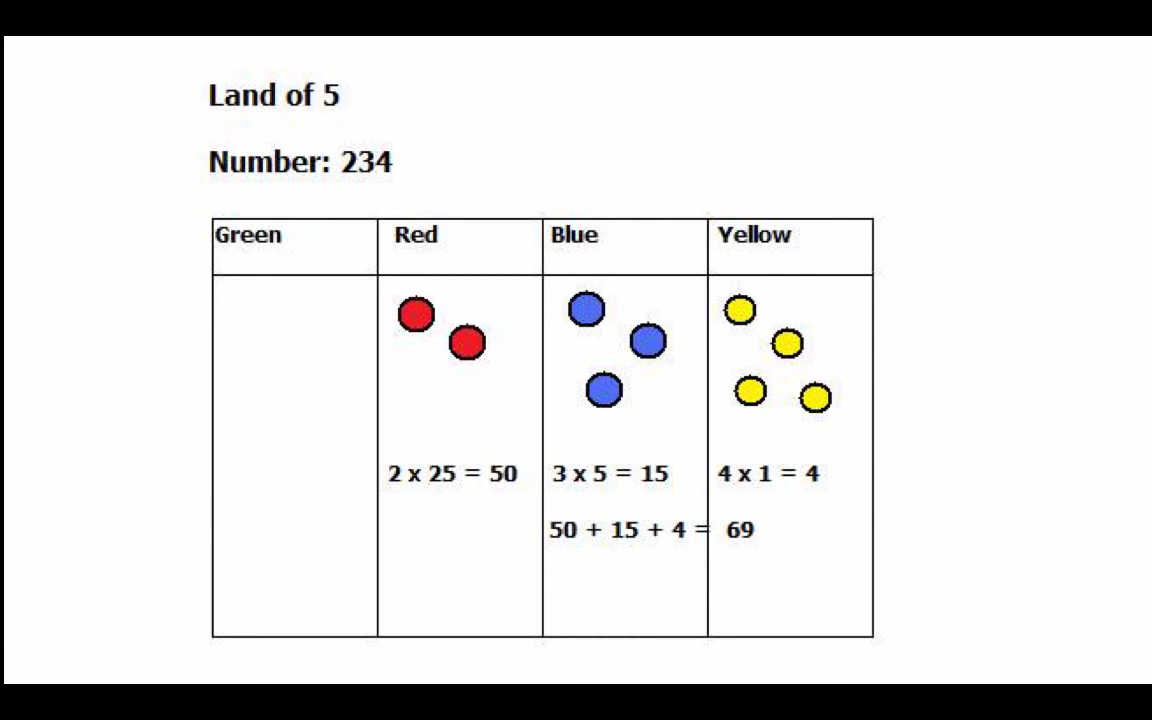 Land of 5
Number: 234
Green Red Blue Yellow
2 x 25 = 50 3 x 5 = 15 4 x 1 = 4
50 + 15 + 4 = 69